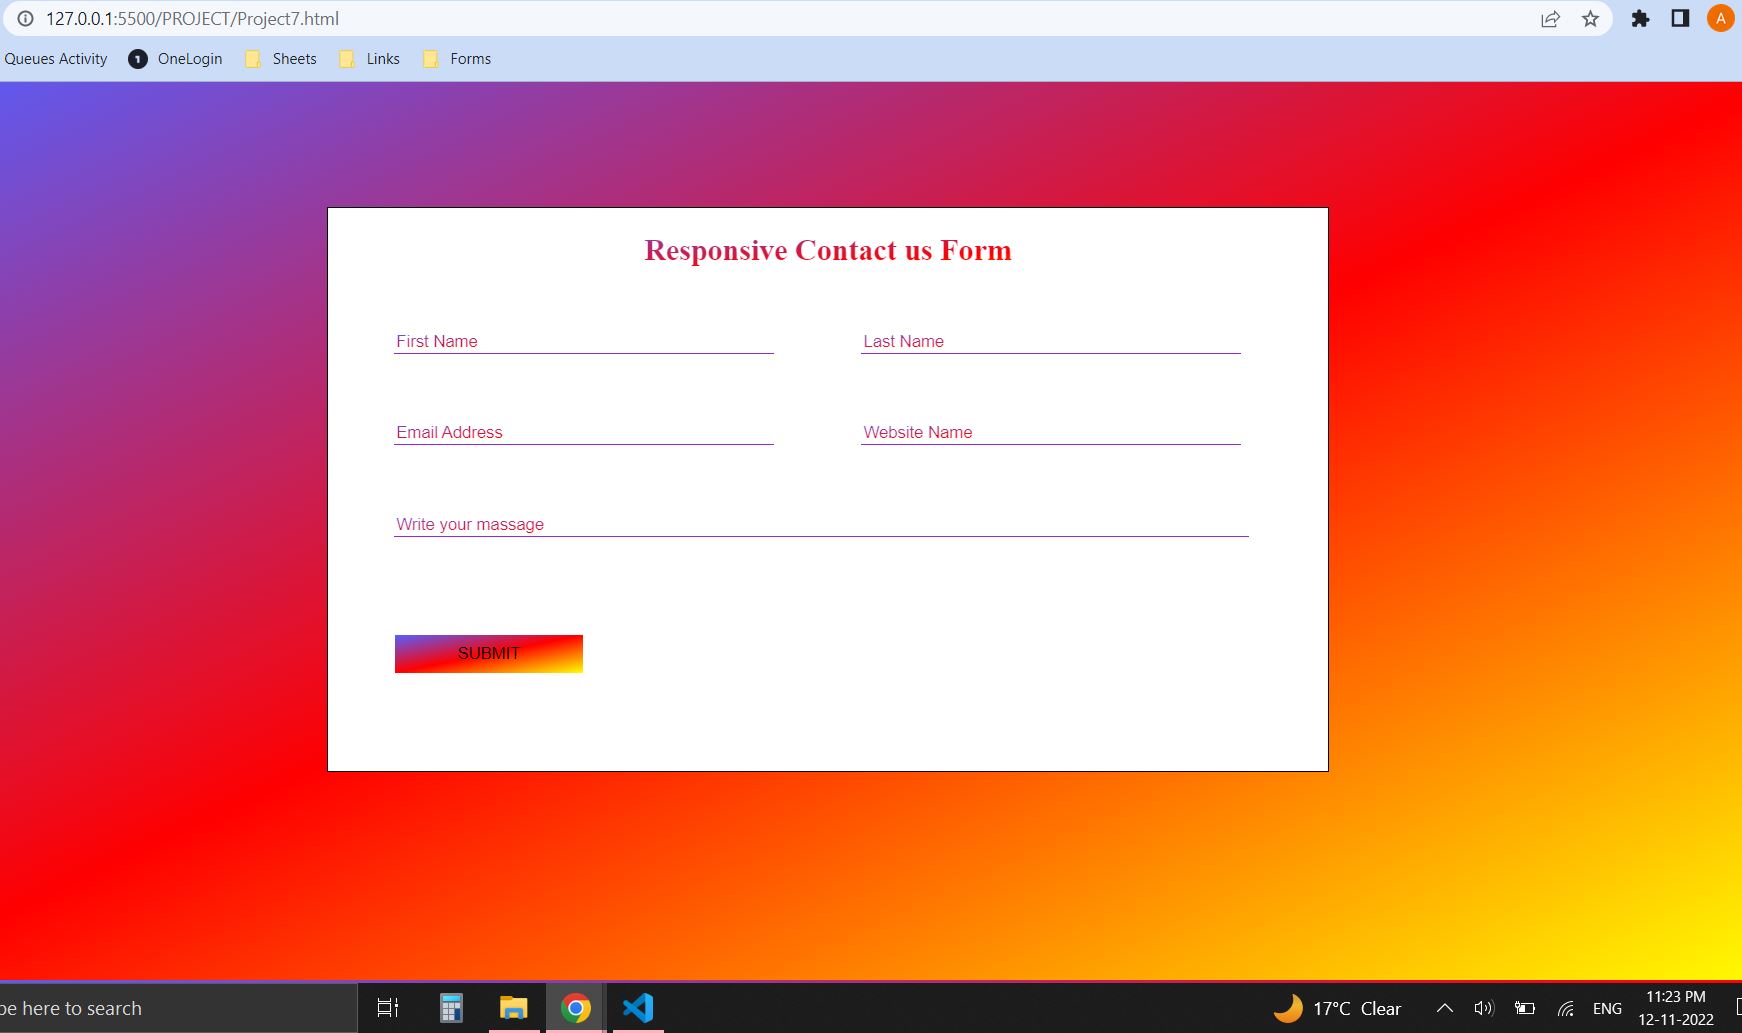 127.0.0.1:5500/PROJECT/Project7.html
A
Queues Activity 1 OneLogin Sheets Links Forms
Responsive Contact us Form
First Name Last Name
Email Address Website Name
Write your massage
SUBMIT
pe here to search
17°C Clear
ENG
11:23 PM
12-11-2022